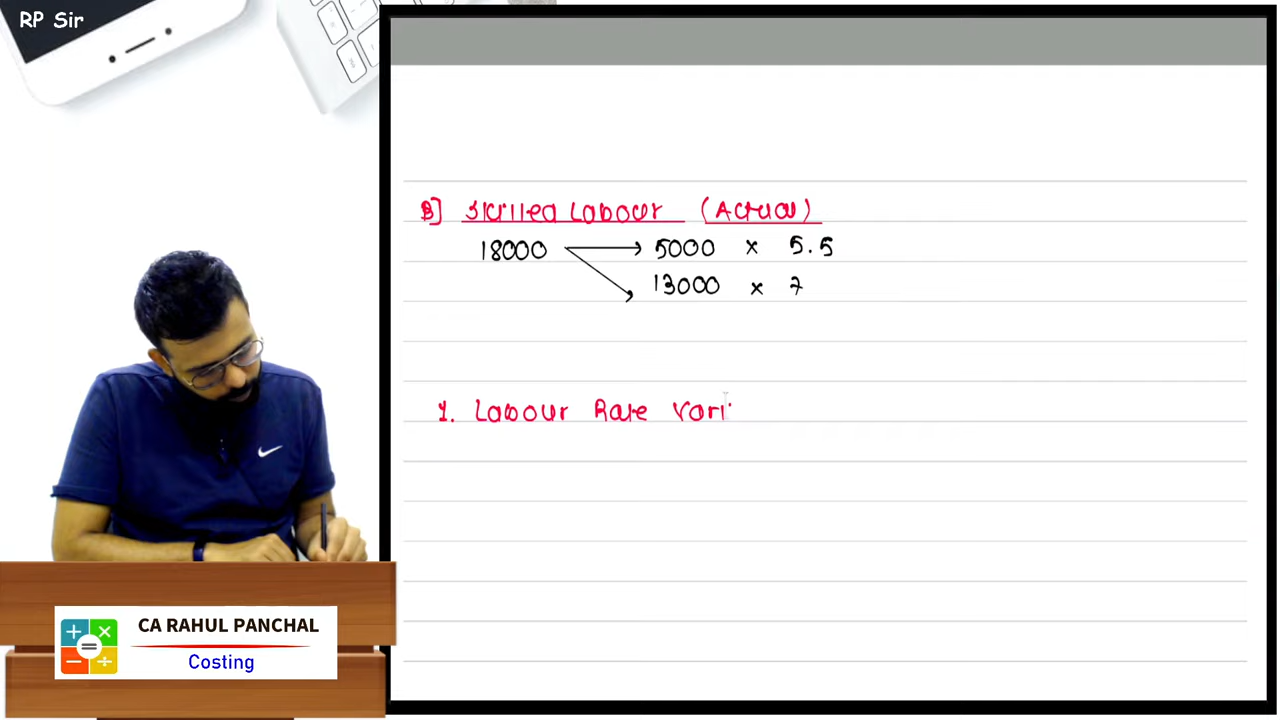 RP Sir
B] Skilled Labour (Actual)
18000 → 5000 × 5.5
→ 13000 × 7
1. Labour Rate Vari
+ ×
=
− ÷
CA RAHUL PANCHAL
Costing